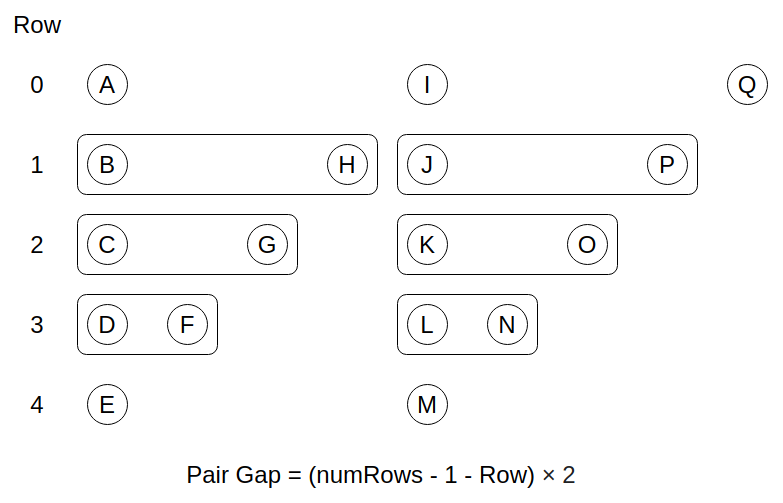 Row
0 A I Q
1 B H J P
2 C G K O
3 D F L N
4 E M
Pair Gap = (numRows - 1 - Row) × 2